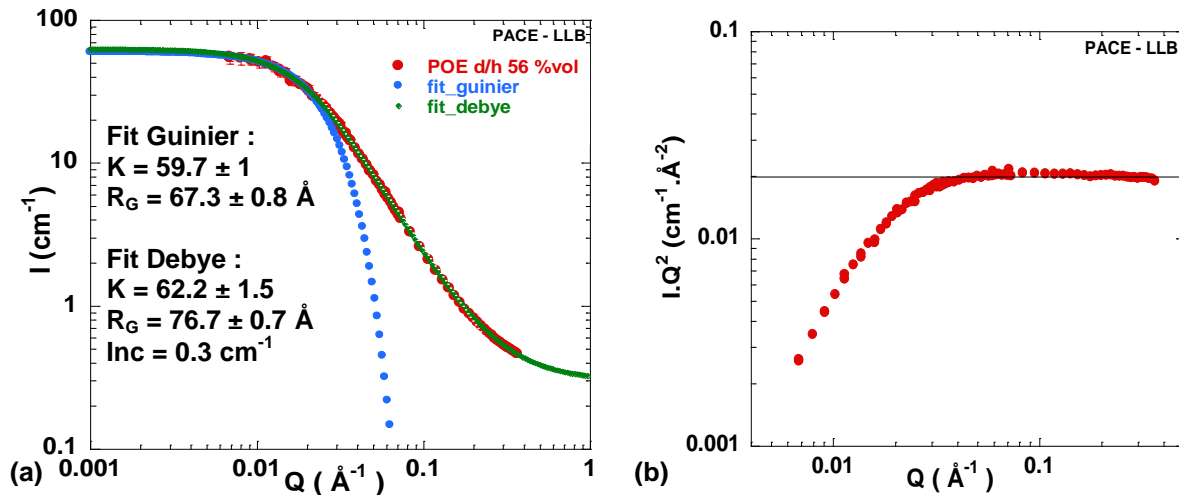 100
10
1
0.1
I (cm⁻¹)
PACE - LLB
POE d/h 56 %vol
fit_guinier
fit_debye
Fit Guinier :
K = 59.7 ± 1
R_G = 67.3 ± 0.8 Å
Fit Debye :
K = 62.2 ± 1.5
R_G = 76.7 ± 0.7 Å
Inc = 0.3 cm⁻¹
0.001 0.01 0.1 1
Q ( Å⁻¹)
(a)
0.1
0.01
0.001
I.Q² (cm⁻¹.Å⁻²)
PACE - LLB
0.01 0.1
Q ( Å⁻¹)
(b)